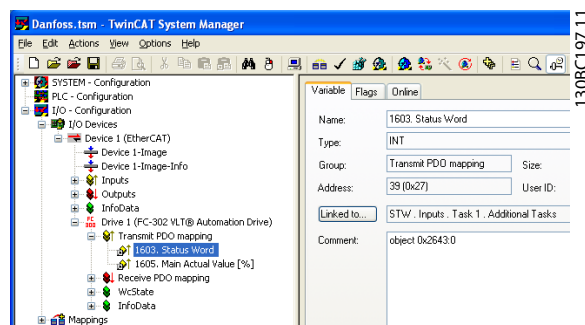 Danfoss.tsm - TwinCAT System Manager
File Edit Actions View Options Help
SYSTEM - Configuration
PLC - Configuration
I/O - Configuration
I/O Devices
Device 1 (EtherCAT)
Device 1-Image
Device 1-Image-Info
Inputs
Outputs
InfoData
FC 302
Drive 1 (FC-302 VLT® Automation Drive)
Transmit PDO mapping
1603. Status Word
1605. Main Actual Value [%]
Receive PDO mapping
WcState
InfoData
Mappings
Variable Flags Online
Name: 1603. Status Word
Type: INT
Group: Transmit PDO mapping Size:
Address: 39 (0x27) User ID:
Linked to... STW . Inputs . Task 1 . Additional Tasks
Comment: object 0x2643:0
130BC197.11